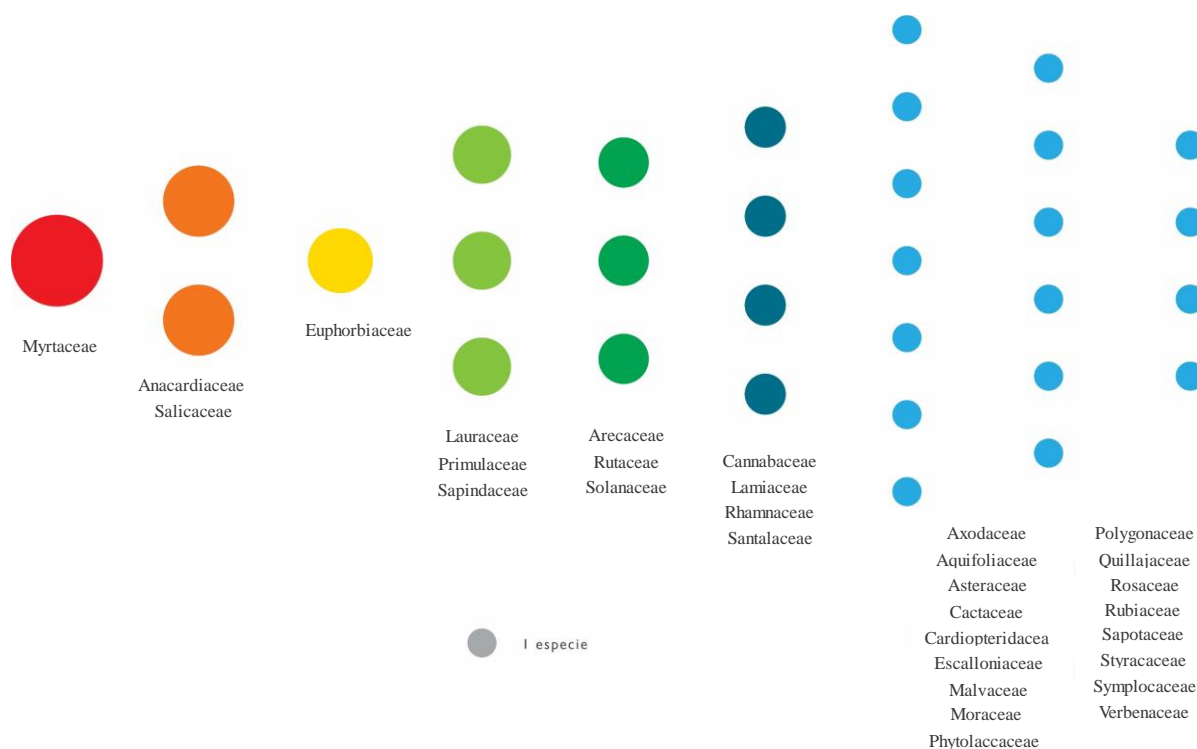 Myrtaceae
Anacardiaceae
Salicaceae
Euphorbiaceae
Lauraceae
Primulaceae
Sapindaceae
Arecaceae
Rutaceae
Solanaceae
Cannabaceae
Lamiaceae
Rhamnaceae
Santalaceae
Axodaceae
Aquifoliaceae
Asteraceae
Cactaceae
Cardiopteridacea
Escalloniaceae
Malvaceae
Moraceae
Phytolaccaceae
Polygonaceae
Quillajaceae
Rosaceae
Rubiaceae
Sapotaceae
Styracaceae
Symplocaceae
Verbenaceae
1 especie